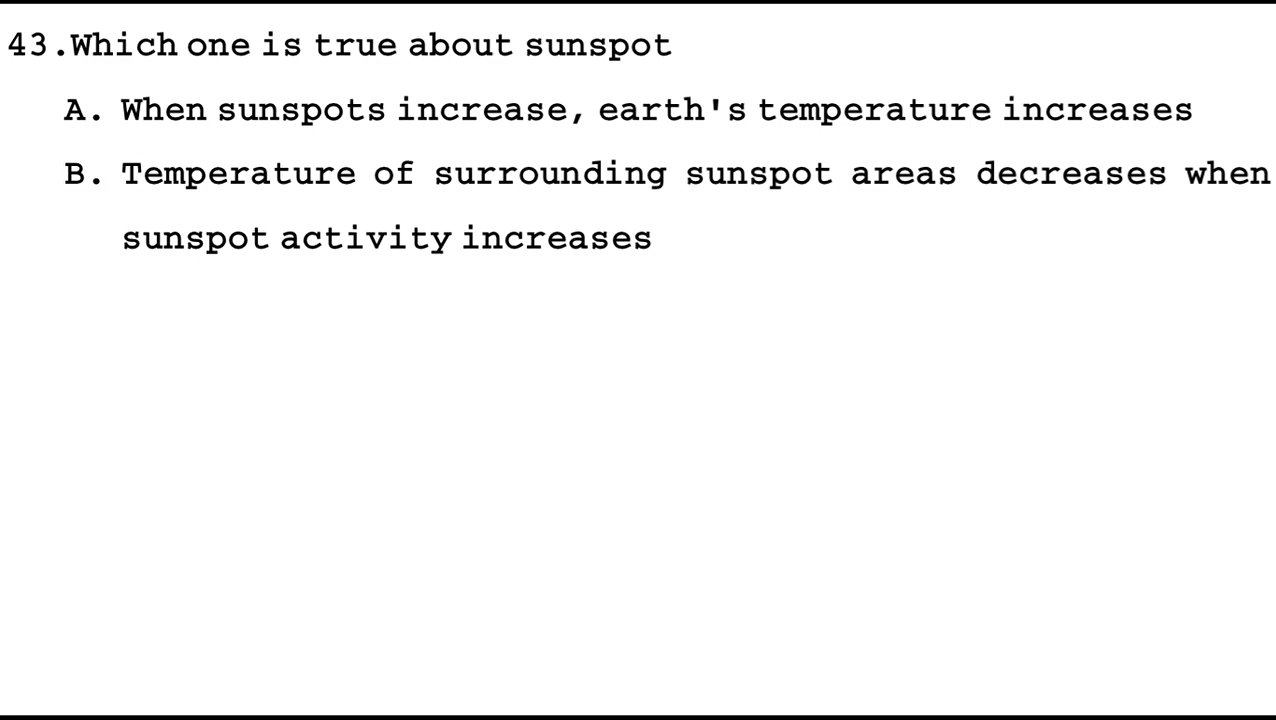 43.Which one is true about sunspot
A. When sunspots increase, earth's temperature increases
B. Temperature of surrounding sunspot areas decreases when
sunspot activity increases